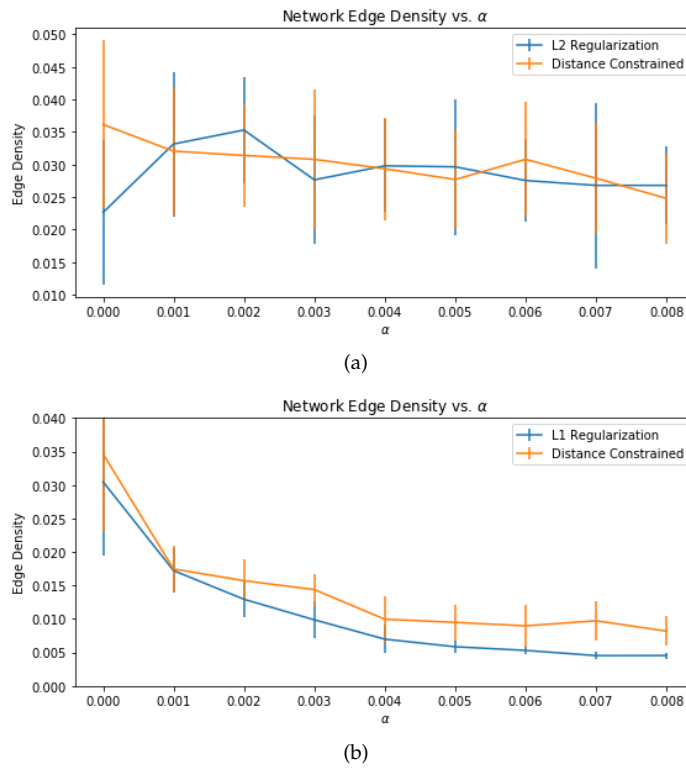 Network Edge Density vs. α
L2 Regularization
Distance Constrained
0.050
0.045
0.040
0.035
0.030
0.025
0.020
0.015
0.010
Edge Density
0.000 0.001 0.002 0.003 0.004 0.005 0.006 0.007 0.008
α
(a)
Network Edge Density vs. α
L1 Regularization
Distance Constrained
0.040
0.035
0.030
0.025
0.020
0.015
0.010
0.005
0.000
Edge Density
0.000 0.001 0.002 0.003 0.004 0.005 0.006 0.007 0.008
α
(b)